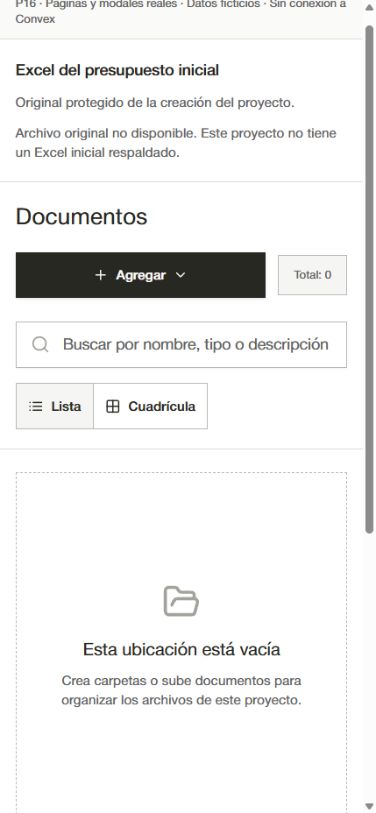 P16 · Páginas y modales reales · Datos ficticios · Sin conexión a
Convex
Excel del presupuesto inicial
Original protegido de la creación del proyecto.
Archivo original no disponible. Este proyecto no tiene
un Excel inicial respaldado.
Documentos
Agregar
Total: 0
Buscar por nombre, tipo o descripción
Lista
Cuadrícula
Esta ubicación está vacía
Crea carpetas o sube documentos para
organizar los archivos de este proyecto.